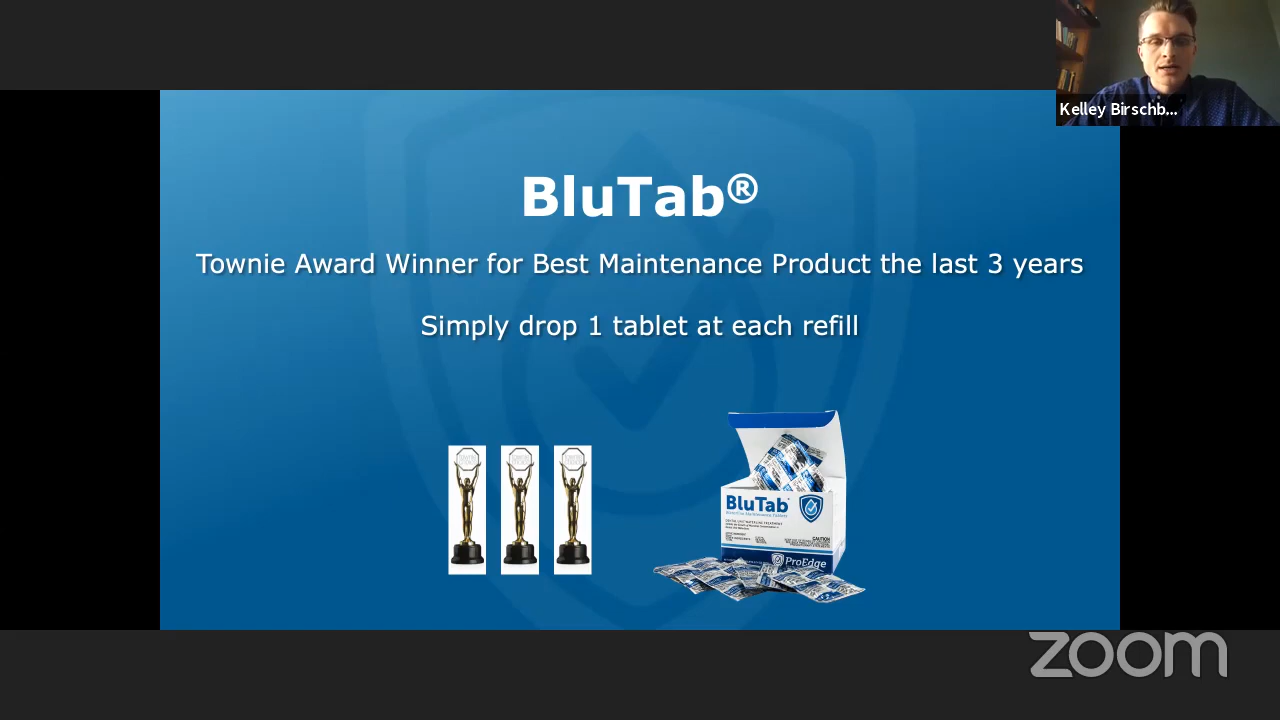 Kelley Birschb...
BluTab®
Townie Award Winner for Best Maintenance Product the last 3 years
Simply drop 1 tablet at each refill
BluTab
CAUTION
ProEdge
zoom